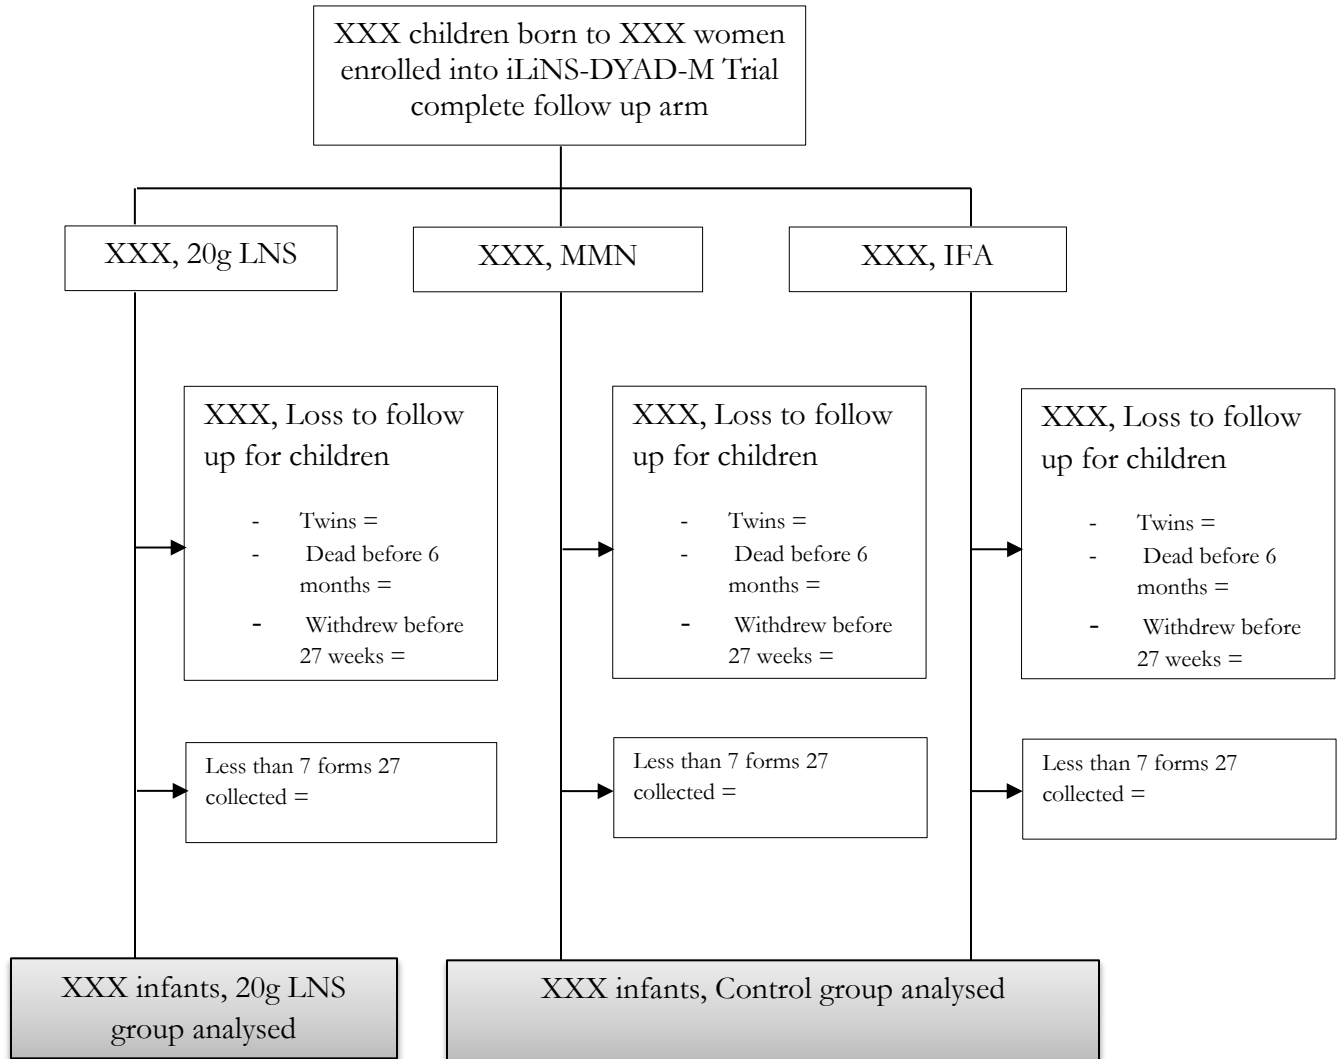 XXX children born to XXX women
enrolled into iLiNS-DYAD-M Trial
complete follow up arm
XXX, 20g LNS
XXX, MMN
XXX, IFA
XXX, Loss to follow
up for children
- Twins =
- Dead before 6
months =
- Withdrew before
27 weeks =
XXX, Loss to follow
up for children
- Twins =
- Dead before 6
months =
- Withdrew before
27 weeks =
XXX, Loss to follow
up for children
- Twins =
- Dead before 6
months =
- Withdrew before
27 weeks =
Less than 7 forms 27
collected =
Less than 7 forms 27
collected =
Less than 7 forms 27
collected =
XXX infants, 20g LNS
group analysed
XXX infants, Control group analysed